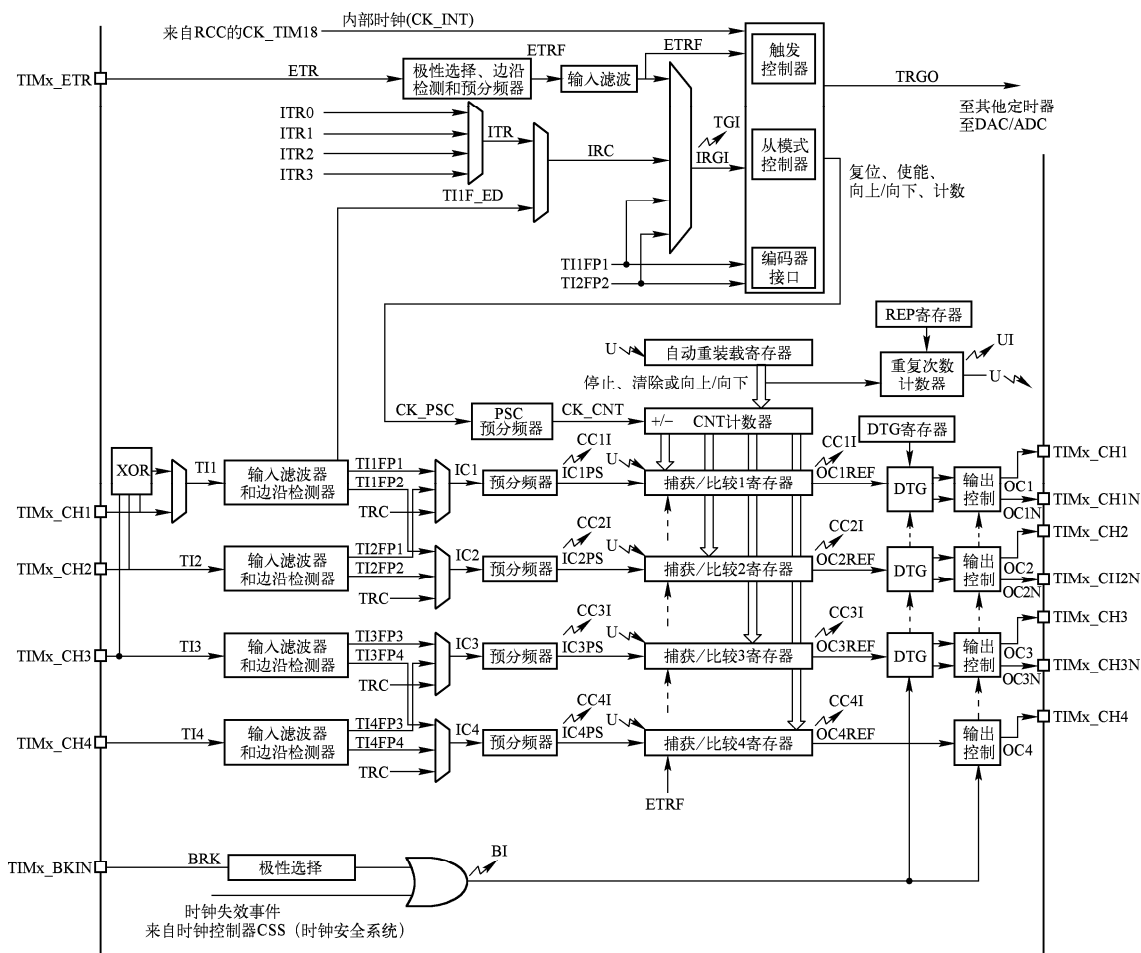 内部时钟(CK_INT)
来自RCC的CK_TIM18
TIMx_ETR
ETR
极性选择、边沿
检测和预分频器
ETRF
输入滤波
ETRF
触发
控制器
TRGO
至其他定时器
至DAC/ADC
ITR0
ITR1
ITR2
ITR3
ITR
TI1F_ED
IRC
TGI
IRGI
从模式
控制器
复位、使能、
向上/向下、计数
TI1FP1
TI2FP2
编码器
接口
REP寄存器
U
自动重装载寄存器
停止、清除或向上/向下
重复次数
计数器
UI
U
CK_PSC
PSC
预分频器
CK_CNT
+/−
CNT计数器
DTG寄存器
XOR
TI1
TIMx_CH1
输入滤波器
和边沿检测器
TI1FP1
TI1FP2
TRC
IC1
预分频器
CC1I
IC1PS
U
捕获/比较1寄存器
CC1I
OC1REF
DTG
输出
控制
OC1
OC1N
TIMx_CH1
TIMx_CH1N
TIMx_CH2
TI2
输入滤波器
和边沿检测器
TI2FP1
TI2FP2
TRC
IC2
预分频器
CC2I
IC2PS
U
捕获/比较2寄存器
CC2I
OC2REF
DTG
输出
控制
OC2
OC2N
TIMx_CH2
TIMx_CH2N
TIMx_CH3
TI3
输入滤波器
和边沿检测器
TI3FP3
TI3FP4
TRC
IC3
预分频器
CC3I
IC3PS
U
捕获/比较3寄存器
CC3I
OC3REF
DTG
输出
控制
OC3
OC3N
TIMx_CH3
TIMx_CH3N
TIMx_CH4
TI4
输入滤波器
和边沿检测器
TI4FP3
TI4FP4
TRC
IC4
预分频器
CC4I
IC4PS
U
捕获/比较4寄存器
CC4I
OC4REF
输出
控制
OC4
TIMx_CH4
ETRF
TIMx_BKIN
BRK
极性选择
BI
时钟失效事件
来自时钟控制器CSS（时钟安全系统）